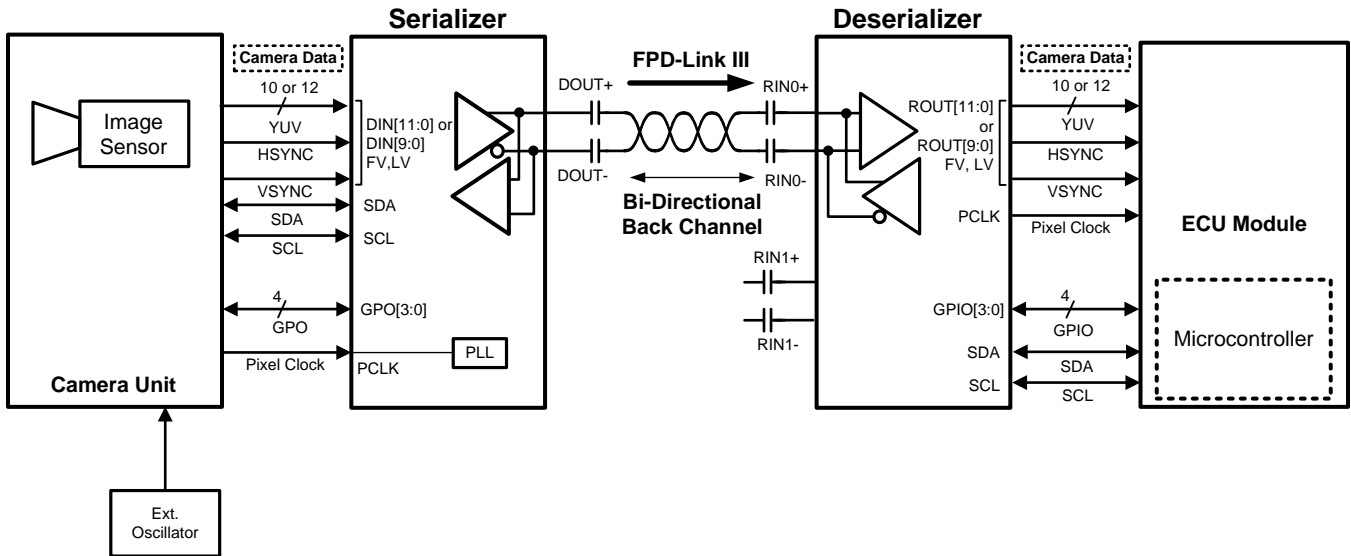 Serializer
Deserializer
Camera Data
10 or 12
YUV
HSYNC
VSYNC
SDA
SCL
4
GPO
Pixel Clock
Image
Sensor
Camera Unit
Ext.
Oscillator
DIN[11:0] or
DIN[9:0]
FV,LV
SDA
SCL
GPO[3:0]
PCLK
PLL
FPD-Link III
DOUT+
DOUT-
RIN0+
RIN0-
Bi-Directional
Back Channel
RIN1+
RIN1-
ROUT[11:0]
or
ROUT[9:0]
FV, LV
PCLK
GPIO[3:0]
SDA
SCL
Camera Data
10 or 12
YUV
HSYNC
VSYNC
Pixel Clock
4
GPIO
SDA
SCL
ECU Module
Microcontroller